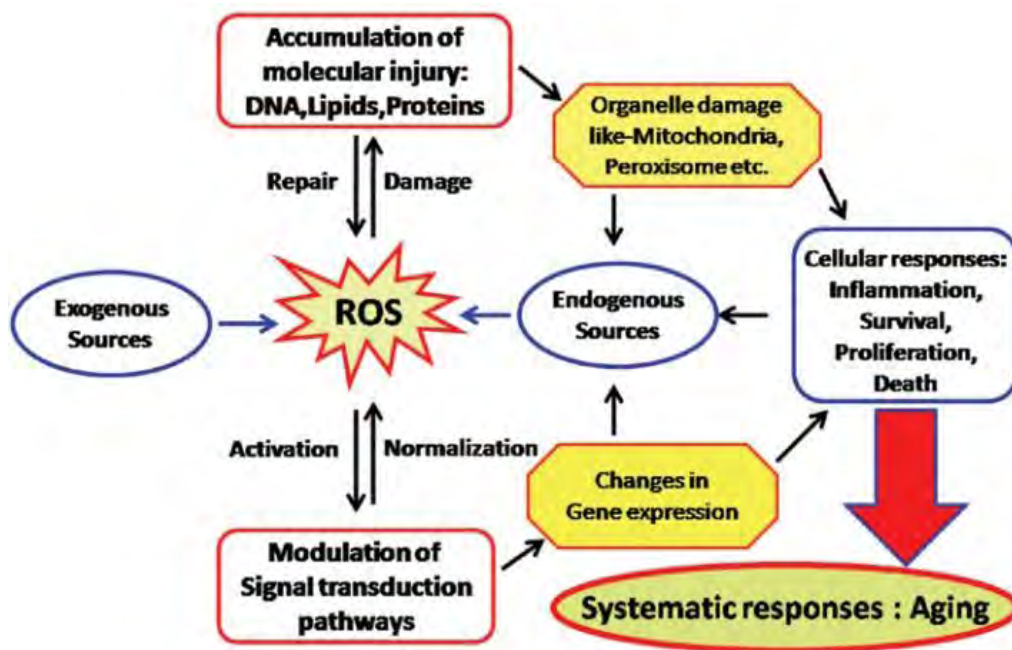 Accumulation of
molecular injury:
DNA,Lipids,Proteins
Organelle damage
like-Mitochondria,
Peroxisome etc.
Repair
Damage
Cellular responses:
Inflammation,
Survival,
Proliferation,
Death
Exogenous
Sources
ROS
Endogenous
Sources
Activation
Normalization
Changes in
Gene expression
Modulation of
Signal transduction
pathways
Systematic responses : Aging